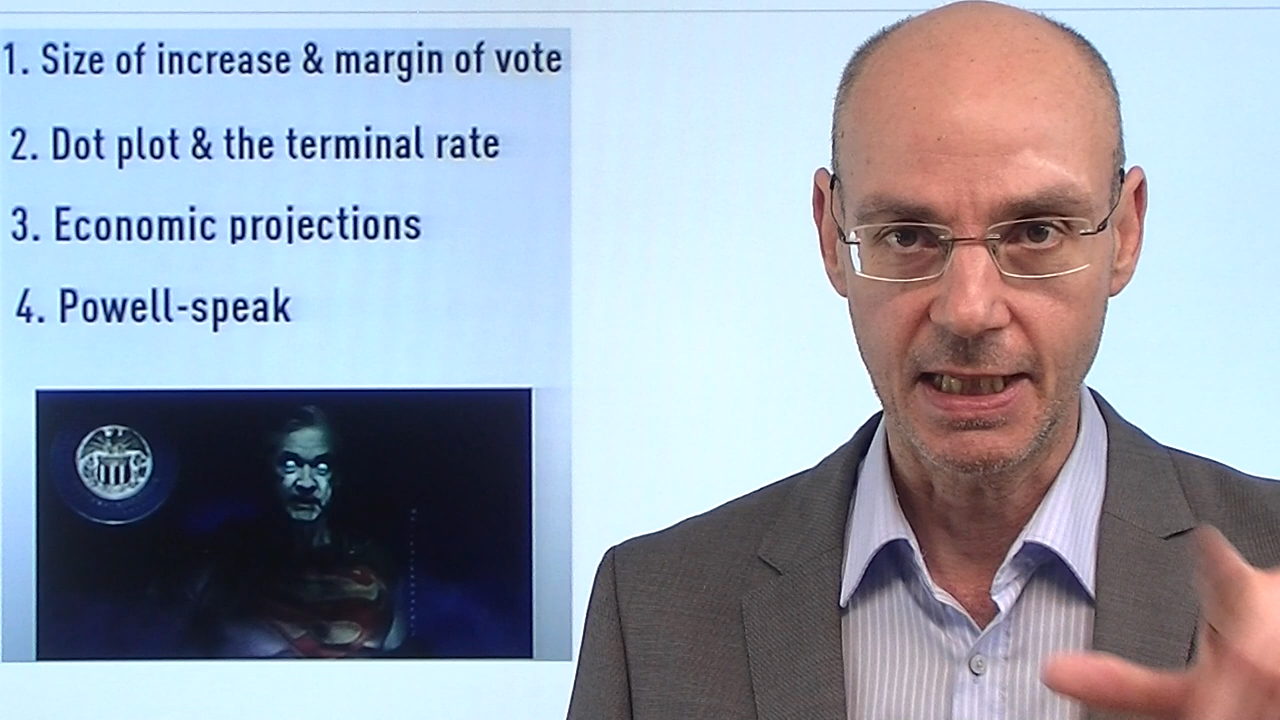 1. Size of increase & margin of vote
2. Dot plot & the terminal rate
3. Economic projections
4. Powell-speak